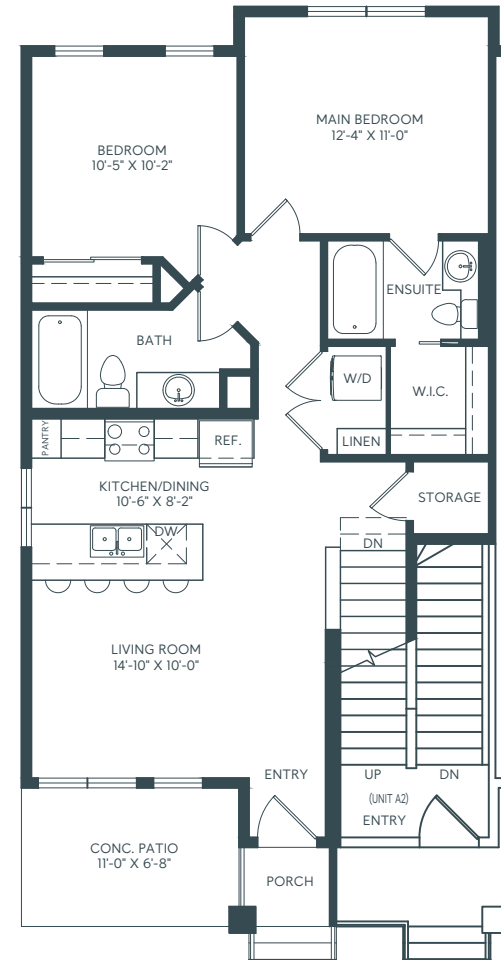 MAIN BEDROOM
12'-4" X 11'-0"
BEDROOM
10'-5" X 10'-2"
ENSUITE
BATH
W/D
W.I.C.
PANTRY
REF.
LINEN
KITCHEN/DINING
10'-6" X 8'-2"
STORAGE
DW
DN
LIVING ROOM
14'-10" X 10'-0"
ENTRY
UP
DN
(UNIT A2)
ENTRY
CONC. PATIO
11'-0" X 6'-8"
PORCH